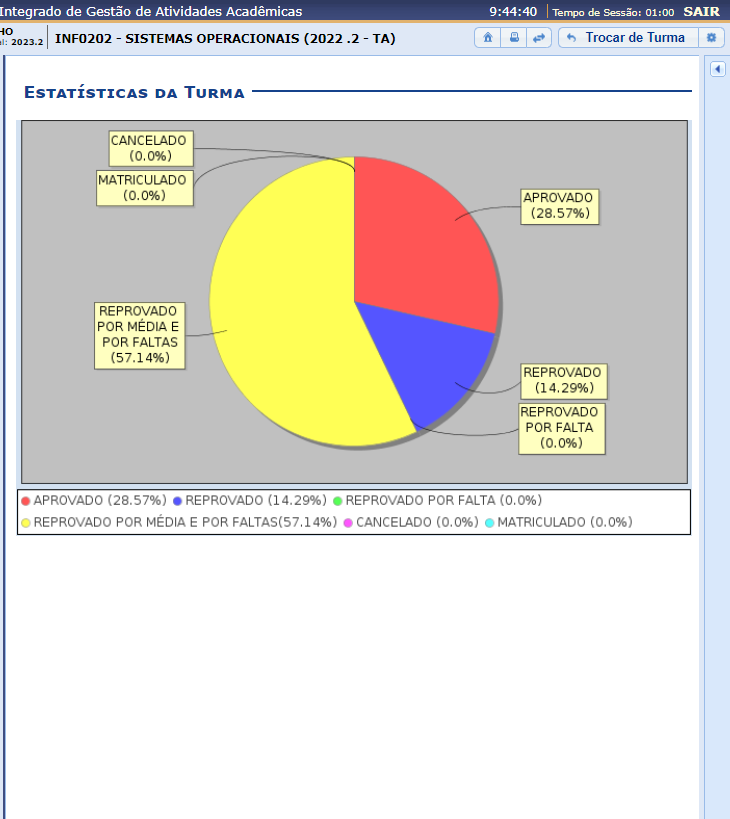 Integrado de Gestão de Atividades Acadêmicas 9:44:40 Tempo de Sessão: 01:00 SAIR
HO
el: 2023.2 INF0202 - SISTEMAS OPERACIONAIS (2022 .2 - TA) Trocar de Turma
ESTATÍSTICAS DA TURMA
CANCELADO
(0.0%)
MATRICULADO
(0.0%)
APROVADO
(28.57%)
REPROVADO
POR MÉDIA E
POR FALTAS
(57.14%)
REPROVADO
(14.29%)
REPROVADO
POR FALTA
(0.0%)
APROVADO (28.57%) REPROVADO (14.29%) REPROVADO POR FALTA (0.0%)
REPROVADO POR MÉDIA E POR FALTAS(57.14%) CANCELADO (0.0%) MATRICULADO (0.0%)